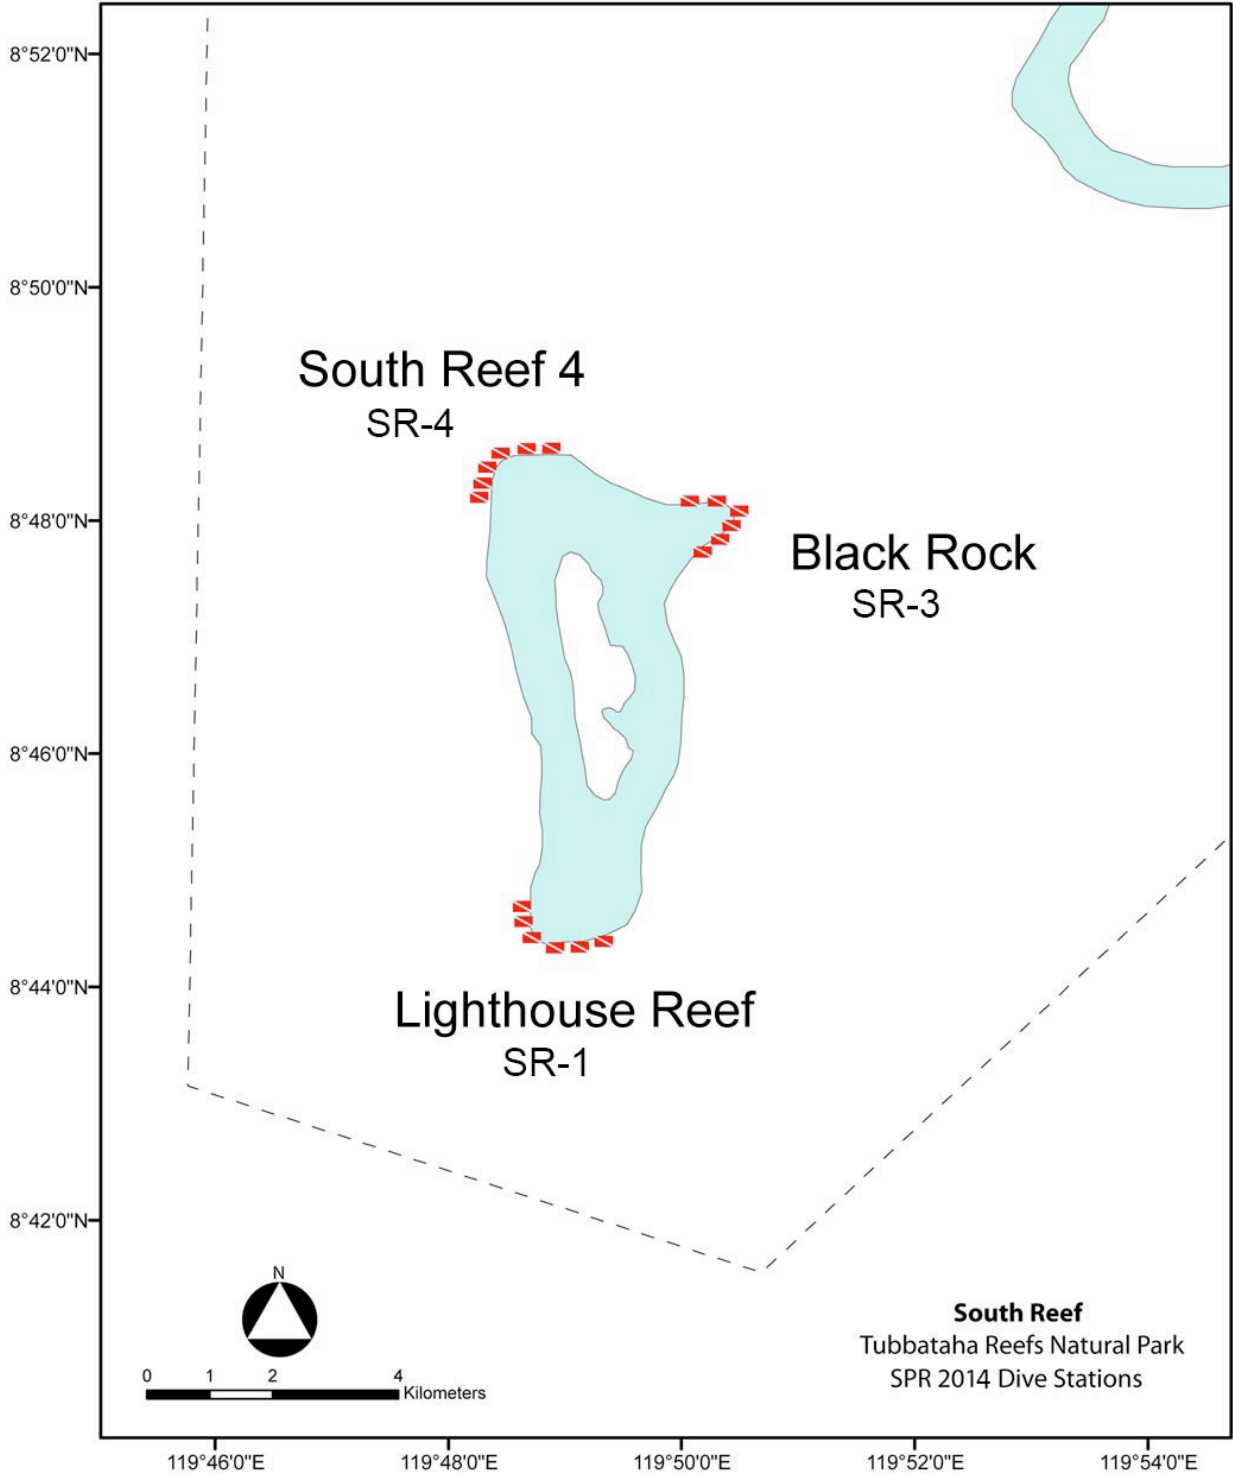 8°52'0"N
8°50'0"N
South Reef 4
SR-4
8°48'0"N
Black Rock
SR-3
8°46'0"N
8°44'0"N
Lighthouse Reef
SR-1
8°42'0"N
N
0 1 2 4
Kilometers
South Reef
Tubbataha Reefs Natural Park
SPR 2014 Dive Stations
119°46'0"E 119°48'0"E 119°50'0"E 119°52'0"E 119°54'0"E